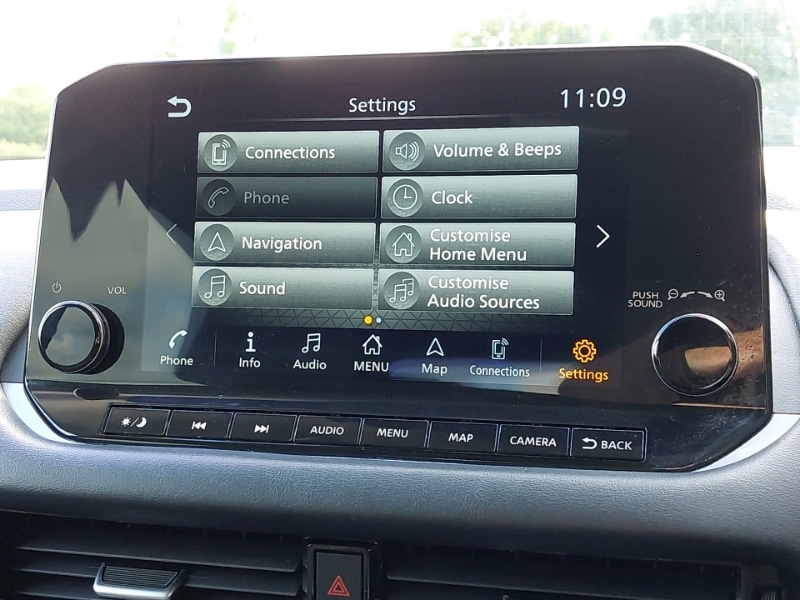 Settings
11:09
Connections
Volume & Beeps
Phone
Clock
Navigation
Customise
Home Menu
Sound
Customise
Audio Sources
VOL
PUSH
SOUND
Phone
Info
Audio
MENU
Map
Connections
Settings
AUDIO
MENU
MAP
CAMERA
BACK